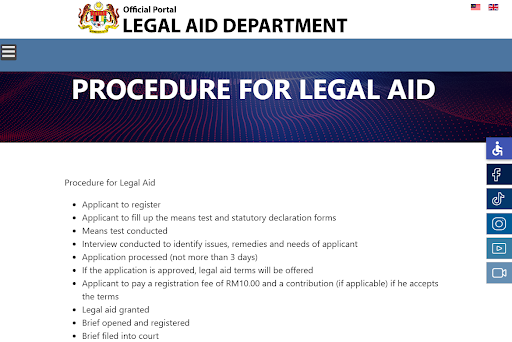 Official Portal
LEGAL AID DEPARTMENT
PROCEDURE FOR LEGAL AID
Procedure for Legal Aid
Applicant to register
Applicant to fill up the means test and statutory declaration forms
Means test conducted
Interview conducted to identify issues, remedies and needs of applicant
Application processed (not more than 3 days)
If the application is approved, legal aid terms will be offered
Applicant to pay a registration fee of RM10.00 and a contribution (if applicable) if he accepts
the terms
Legal aid granted
Brief opened and registered
Brief filed into court